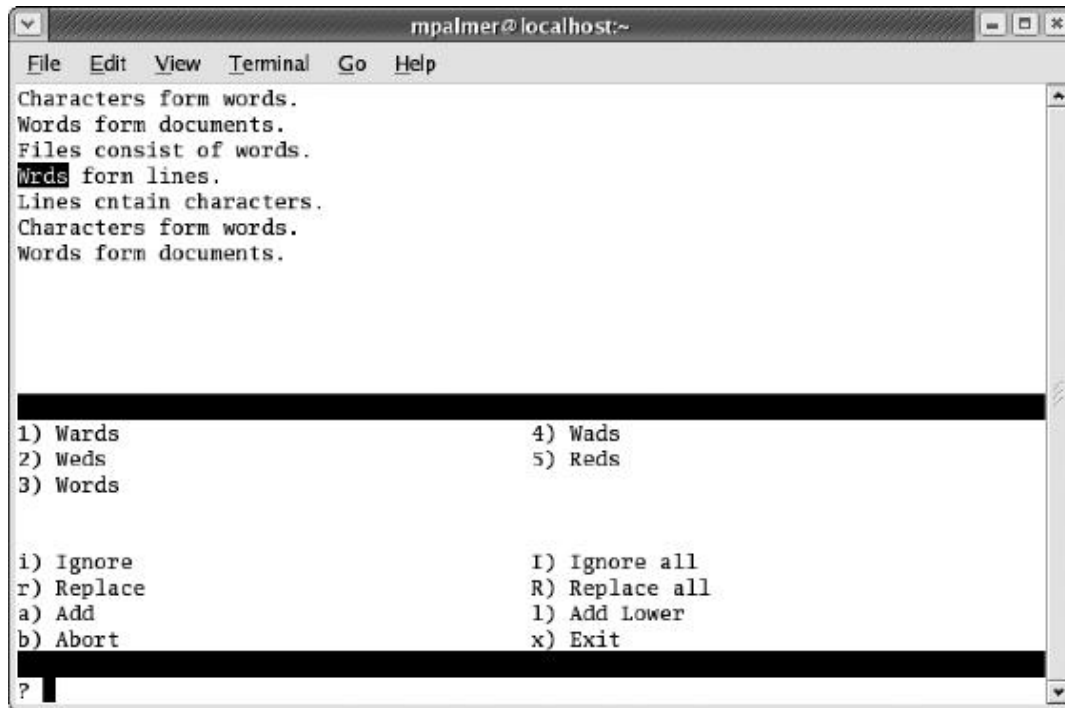 mpalmer@localhost:~
File Edit View Terminal Go Help
Characters form words.
Words form documents.
Files consist of words.
Wrds form lines.
Lines cntain characters.
Characters form words.
Words form documents.
1) Wards 4) Wads
2) Weds 5) Reds
3) Words
i) Ignore I) Ignore all
r) Replace R) Replace all
a) Add l) Add Lower
b) Abort x) Exit
?